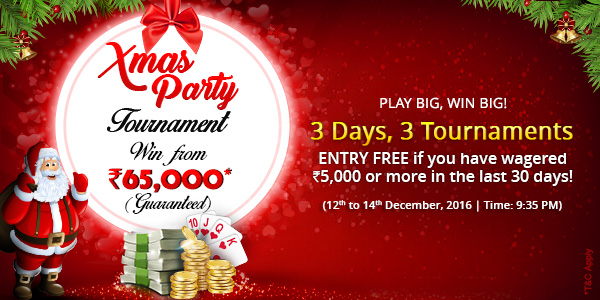 Xmas
Party
Tournament
Win from
₹65,000*
(Guaranteed)
10 J Q K
PLAY BIG, WIN BIG!
3 Days, 3 Tournaments
ENTRY FREE if you have wagered
₹5,000 or more in the last 30 days!
(12th to 14th December, 2016 | Time: 9:35 PM)
*T&C Apply